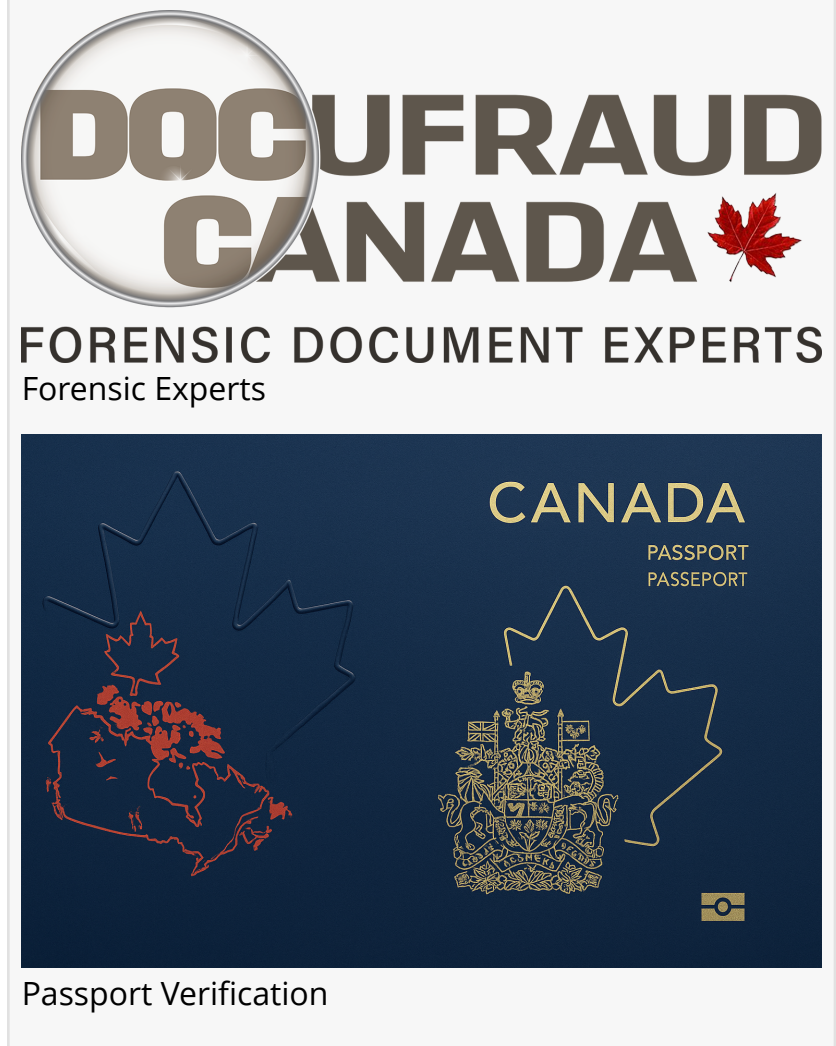 DOCUFRAUD
CANADA
FORENSIC DOCUMENT EXPERTS
Forensic Experts
CANADA
PASSPORT
PASSEPORT
Passport Verification